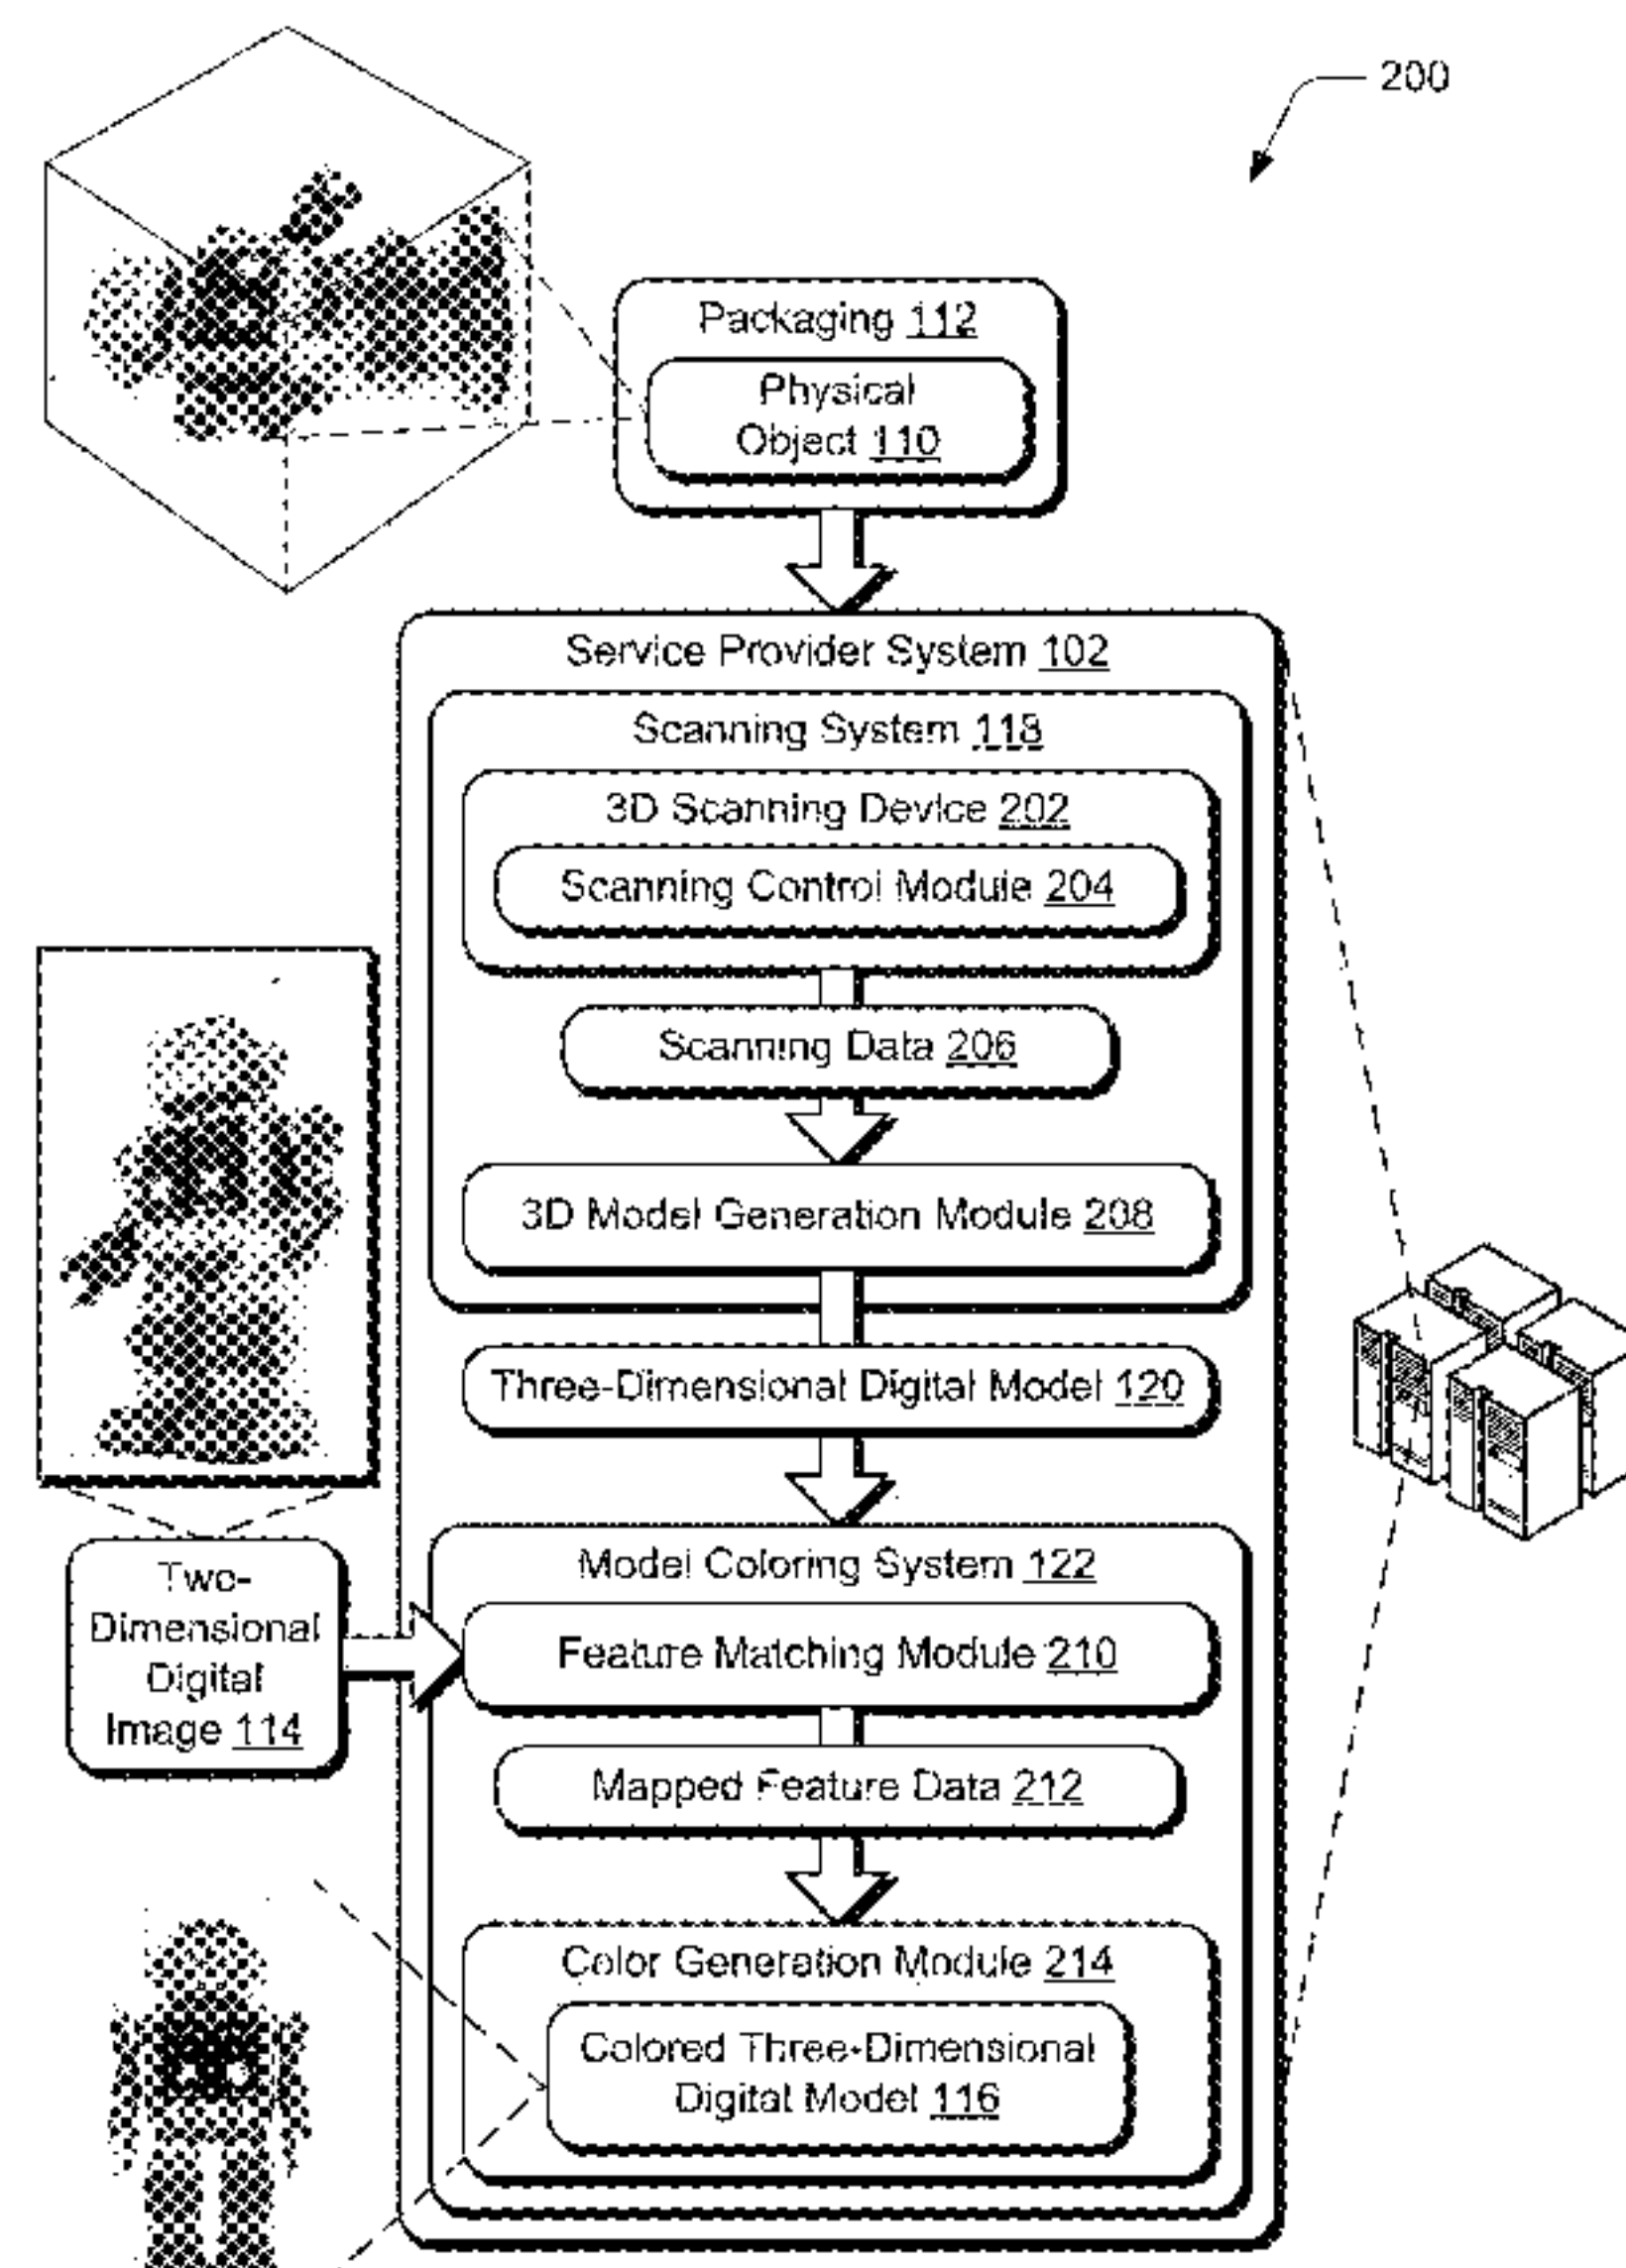 200
Packaging 112
Physical
Object 110
Service Provider System 102
Scanning System 118
3D Scanning Device 202
Scanning Control Module 204
Scanning Data 206
3D Model Generation Module 208
Three-Dimensional Digital Model 120
Model Coloring System 122
Two-
Dimensional
Digital
Image 114
Feature Matching Module 210
Mapped Feature Data 212
Color Generation Module 214
Colored Three-Dimensional
Digital Model 116